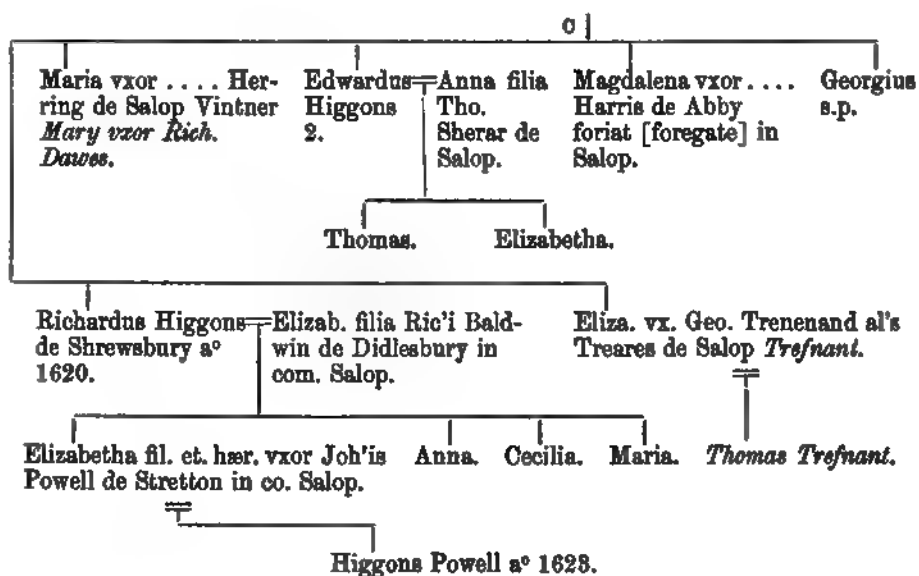 C
Maria vxor .... Her-
ring de Salop Vintner
Mary vxor Rich.
Dawes.
Edwardus
Higgons
2.
Anna filia
Tho.
Sherar de
Salop.
Magdalena vxor ....
Harris de Abby
foriat [foregate] in
Salop.
Georgius
s.p.
Thomas.
Elizabetha.
Richardus Higgons
de Shrewsbury aº
1620.
Elizab. filia Ric'i Bald-
win de Didlesbury in
com. Salop.
Eliza. vx. Geo. Trenenand al's
Treares de Salop Trefnant.
Elizabetha fil. et. hær. vxor Joh'is
Powell de Stretton in co. Salop.
Anna.
Cecilia.
Maria.
Thomas Trefnant.
Higgons Powell aº 1623.